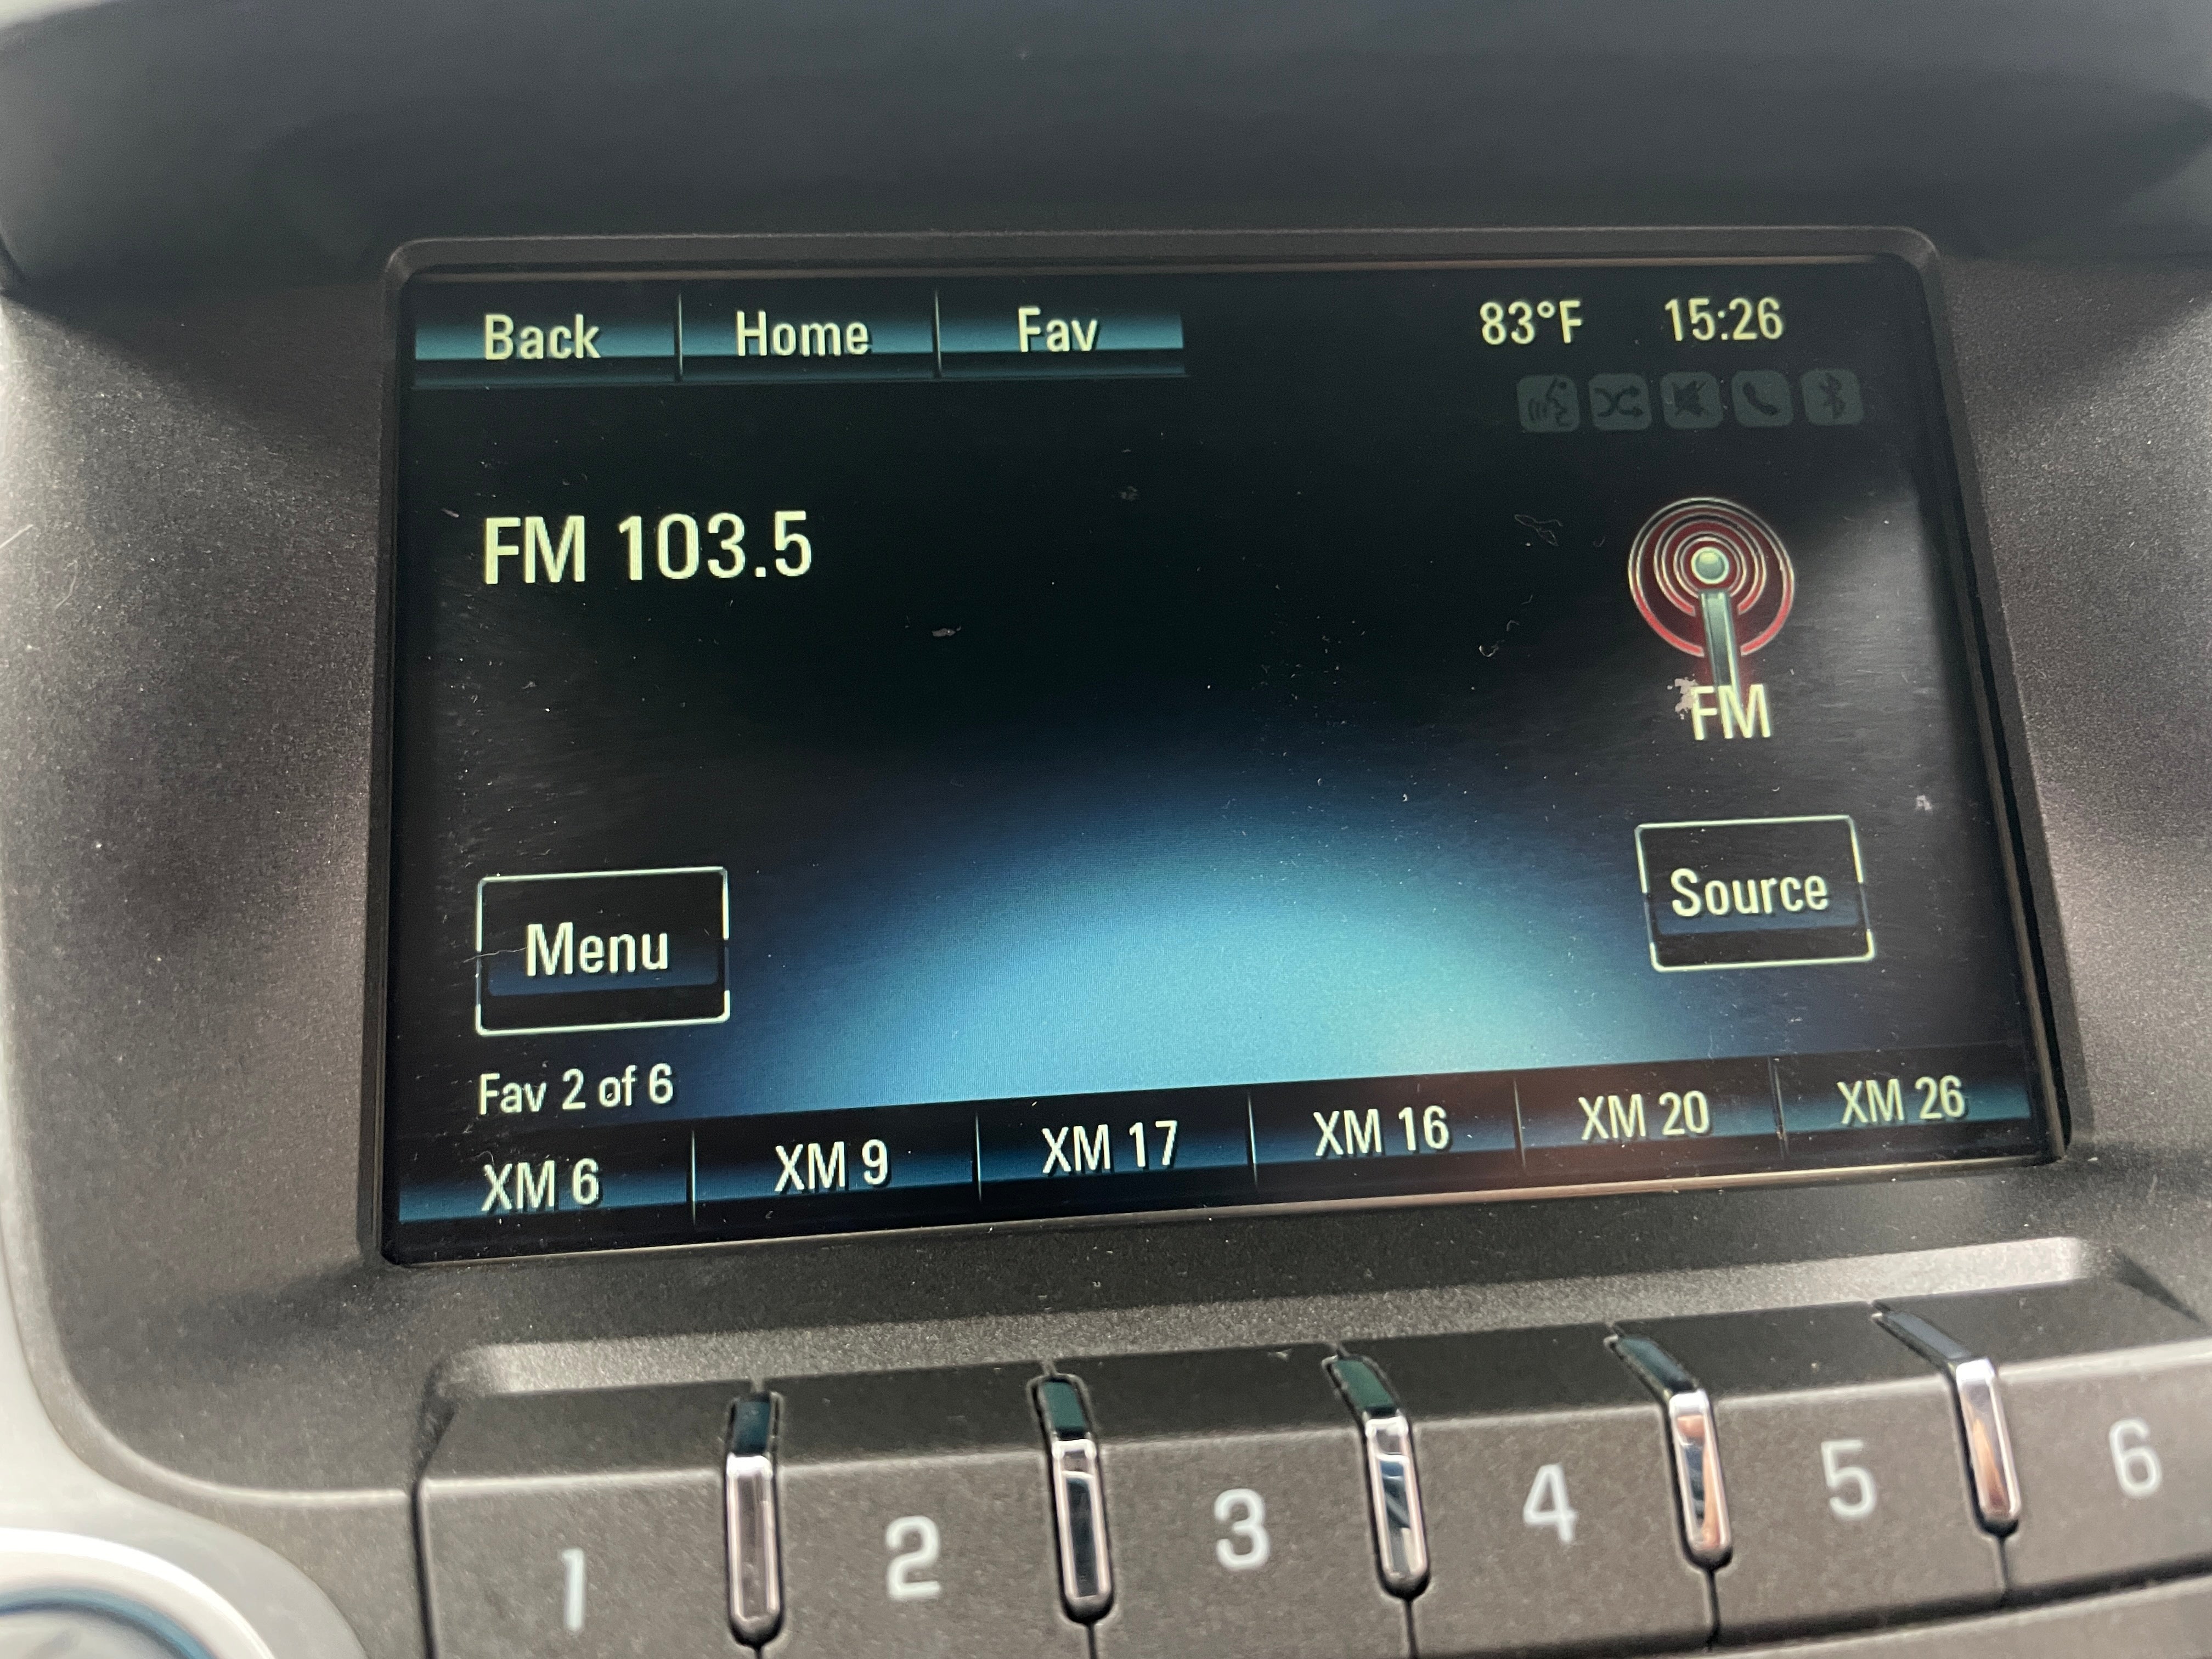 Back Home Fav 83°F 15:26
FM 103.5
FM
Menu Source
Fav 2 of 6
XM 6 XM 9 XM 17 XM 16 XM 20 XM 26
1 2 3 4 5 6